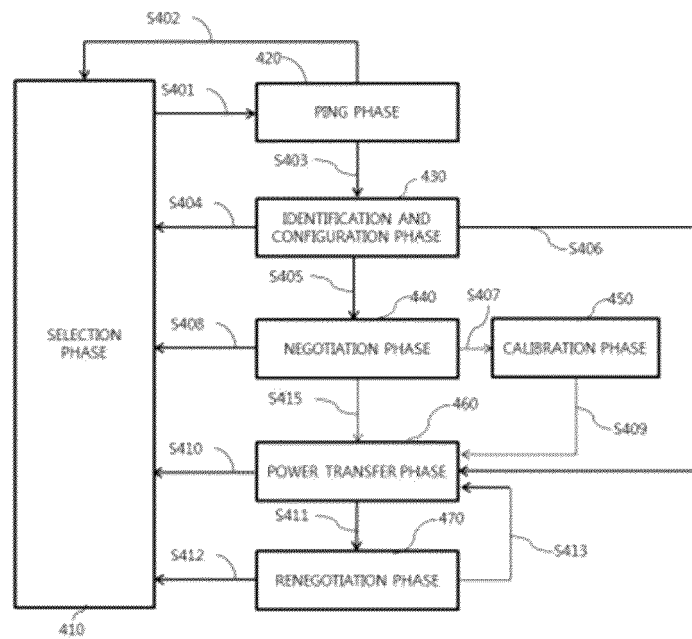 S402
420
S401
PING PHASE
S403
430
S404
IDENTIFICATION AND
CONFIGURATION PHASE
S406
S405
440
S407
450
S408
SELECTION
PHASE
NEGOTIATION PHASE
CALIBRATION PHASE
S415
460
S409
S410
POWER TRANSFER PHASE
S411
470
S412
S413
RENEGOTIATION PHASE
410